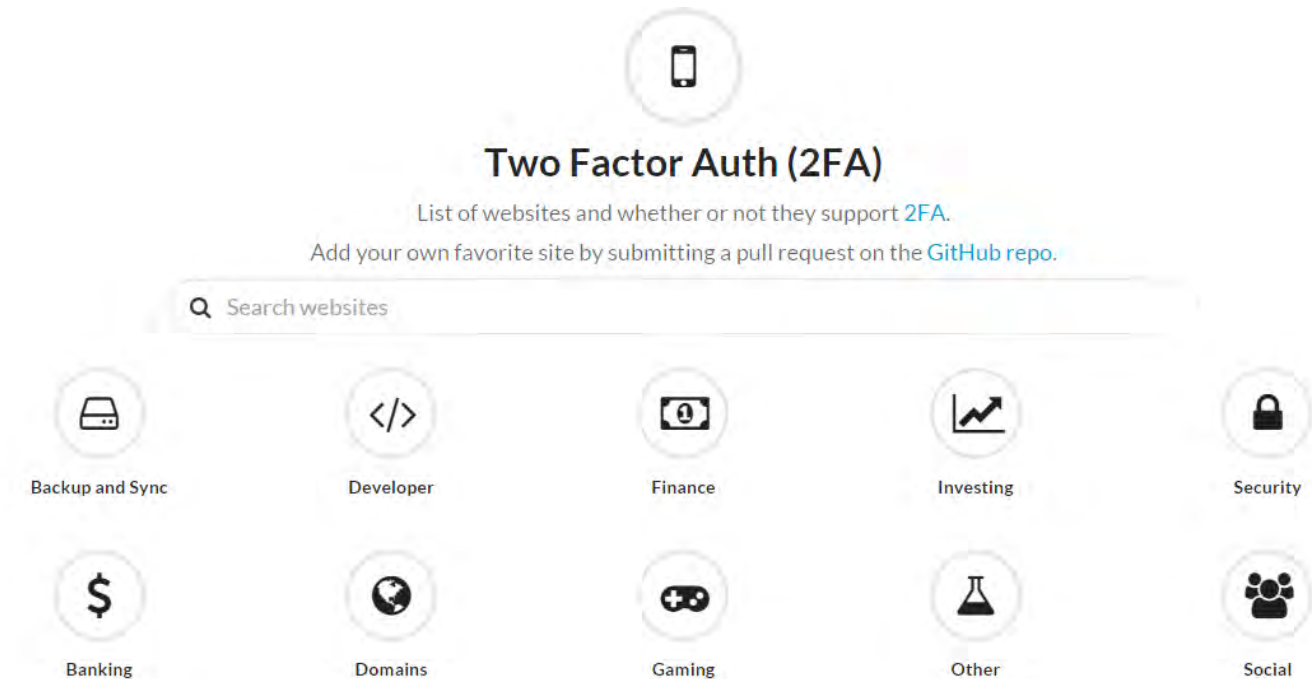 Two Factor Auth (2FA)
List of websites and whether or not they support 2FA.
Add your own favorite site by submitting a pull request on the GitHub repo.
Search websites
Backup and Sync
Developer
Finance
Investing
Security
Banking
Domains
Gaming
Other
Social